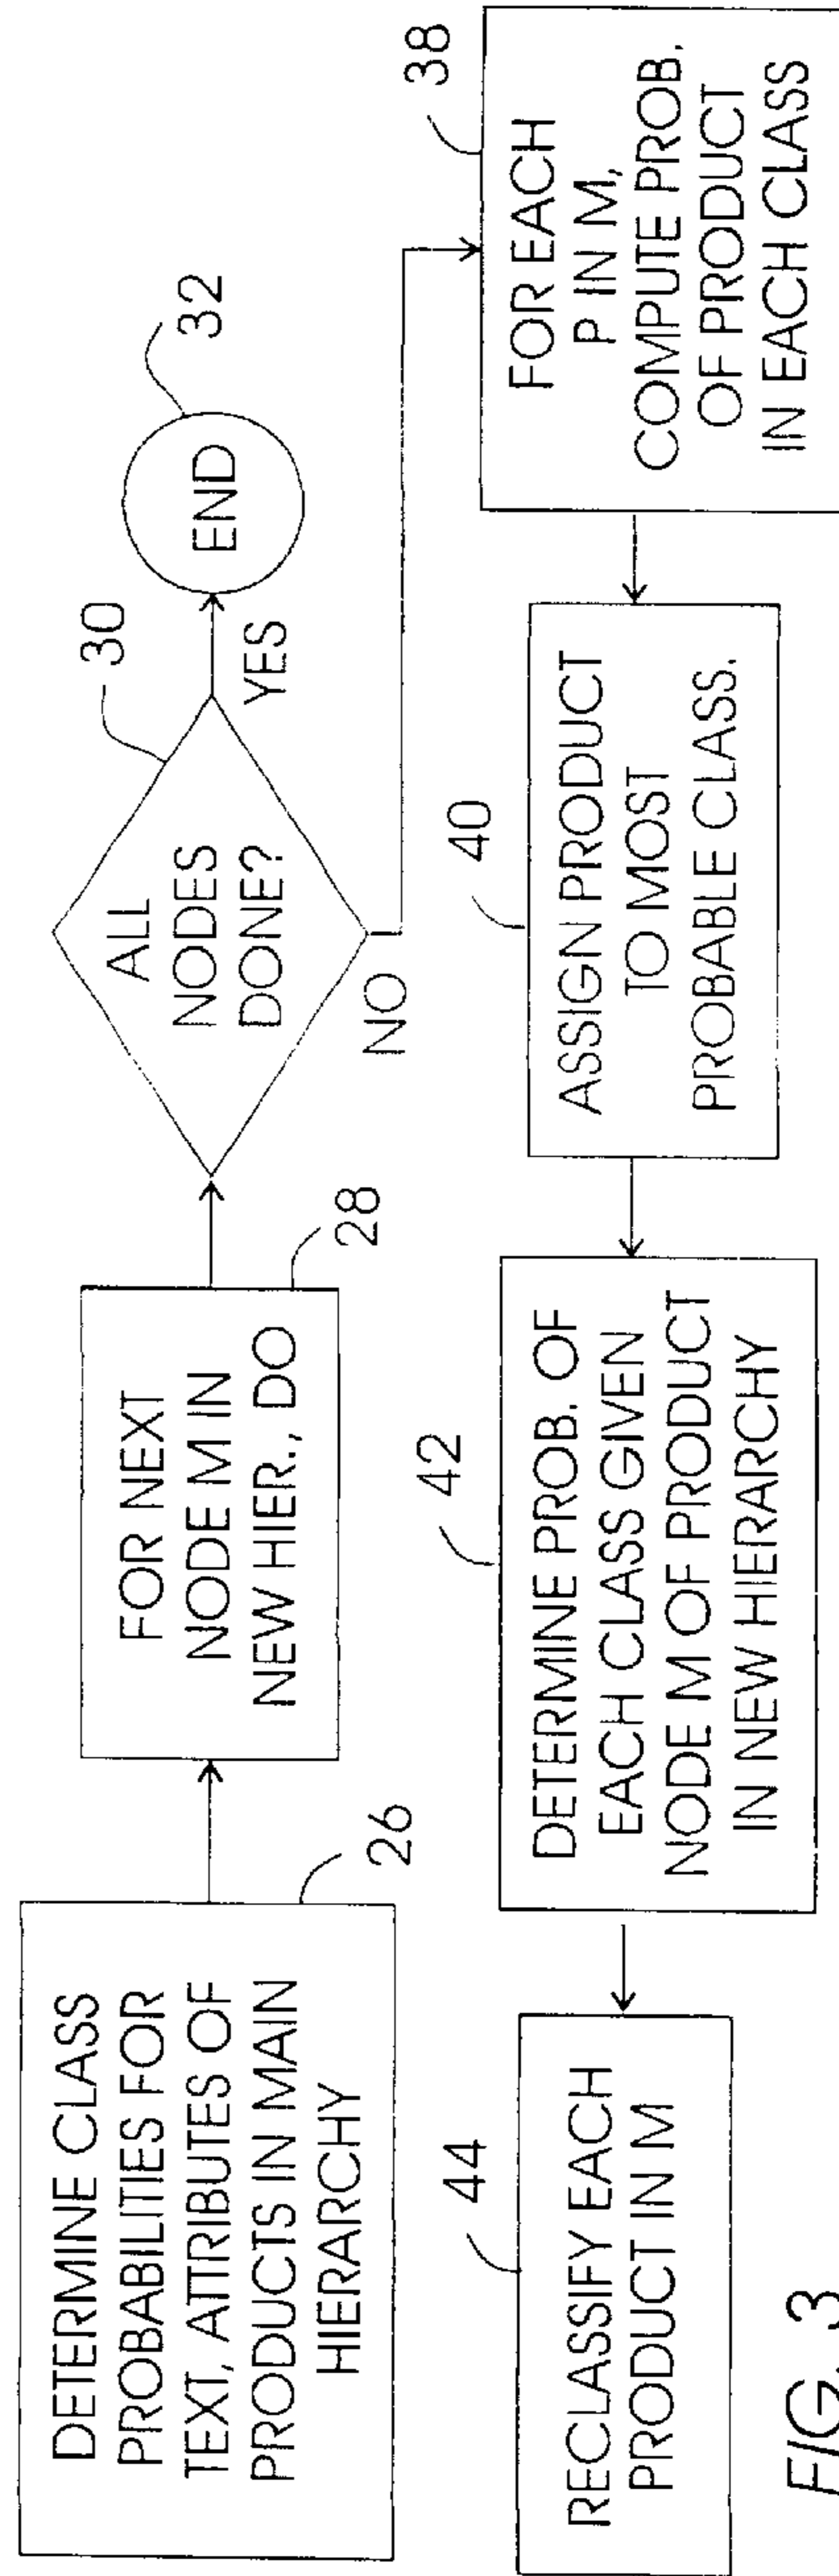 DETERMINE CLASS
PROBABILITIES FOR
TEXT, ATTRIBUTES OF
PRODUCTS IN MAIN
HIERARCHY
26
FOR NEXT
NODE M IN
NEW HIER., DO
28
ALL
NODES
DONE?
30
YES
END
32
NO
FOR EACH
P IN M,
COMPUTE PROB.
OF PRODUCT
IN EACH CLASS
38
ASSIGN PRODUCT
TO MOST
PROBABLE CLASS.
40
DETERMINE PROB. OF
EACH CLASS GIVEN
NODE M OF PRODUCT
IN NEW HIERARCHY
42
RECLASSIFY EACH
PRODUCT IN M
44
FIG. 3